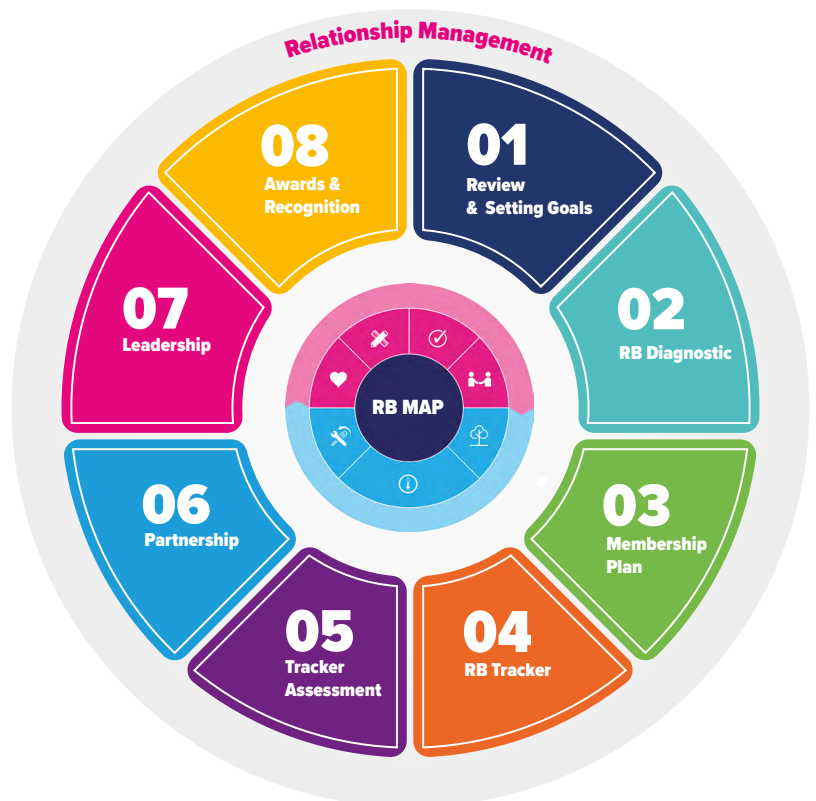 Relationship Management
01
Review
& Setting Goals
02
RB Diagnostic
03
Membership
Plan
04
RB Tracker
05
Tracker
Assessment
06
Partnership
07
Leadership
08
Awards &
Recognition
RB MAP